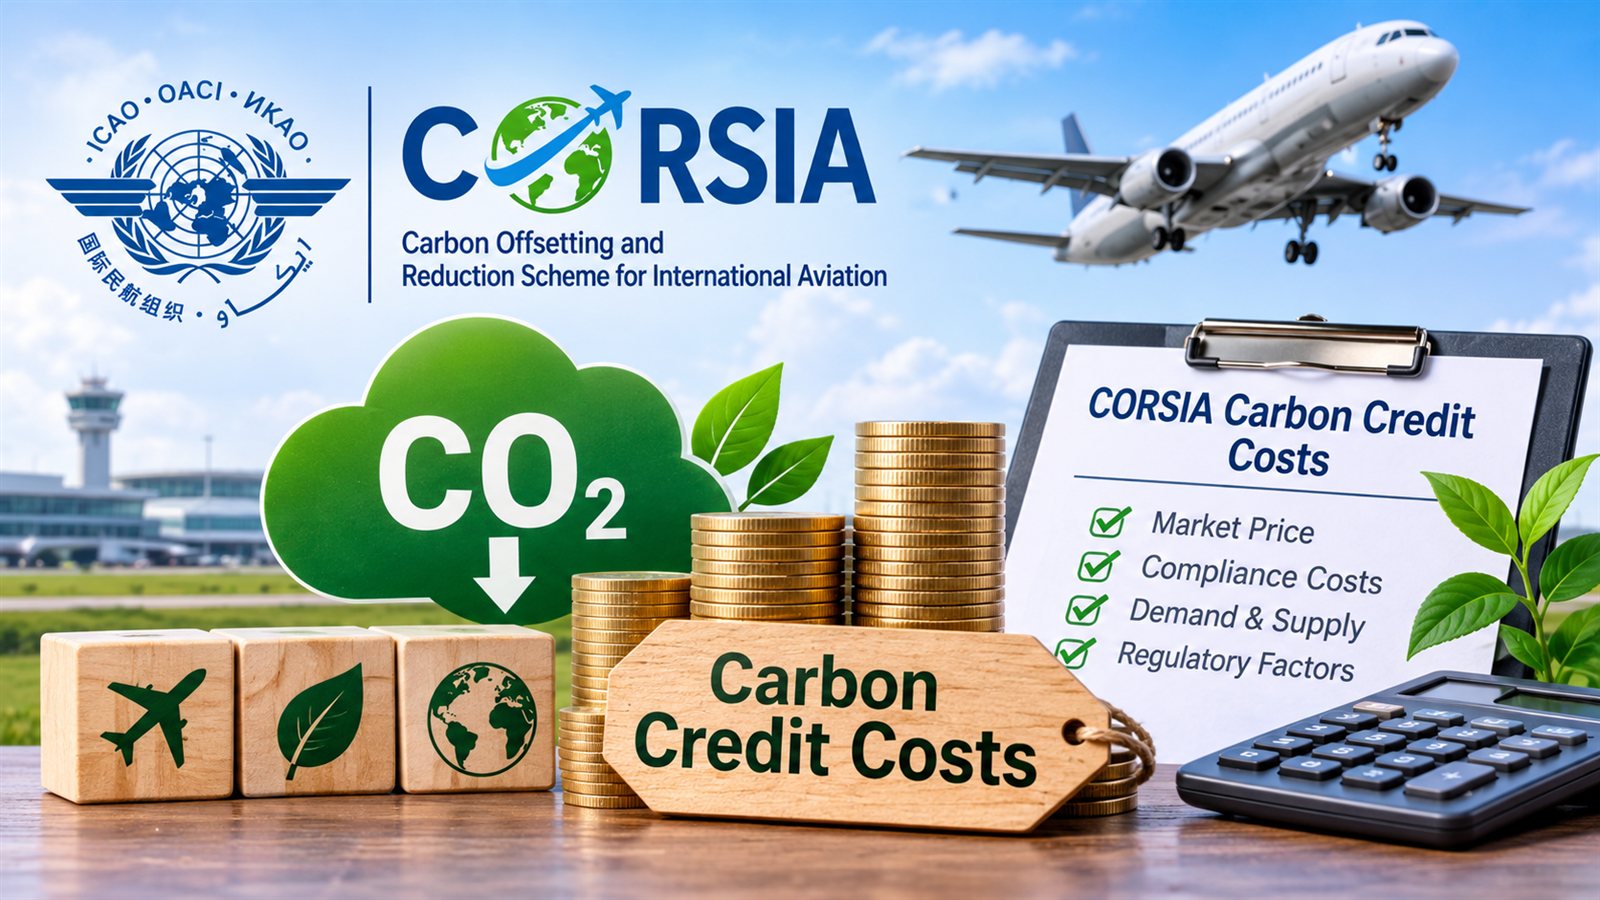 ICAO • OACI • ИКАО
国际民航组织 • ايكاو
CORSIA
Carbon Offsetting and
Reduction Scheme for International Aviation
CO₂
CORSIA Carbon Credit
Costs
Market Price
Compliance Costs
Demand & Supply
Regulatory Factors
Carbon
Credit Costs